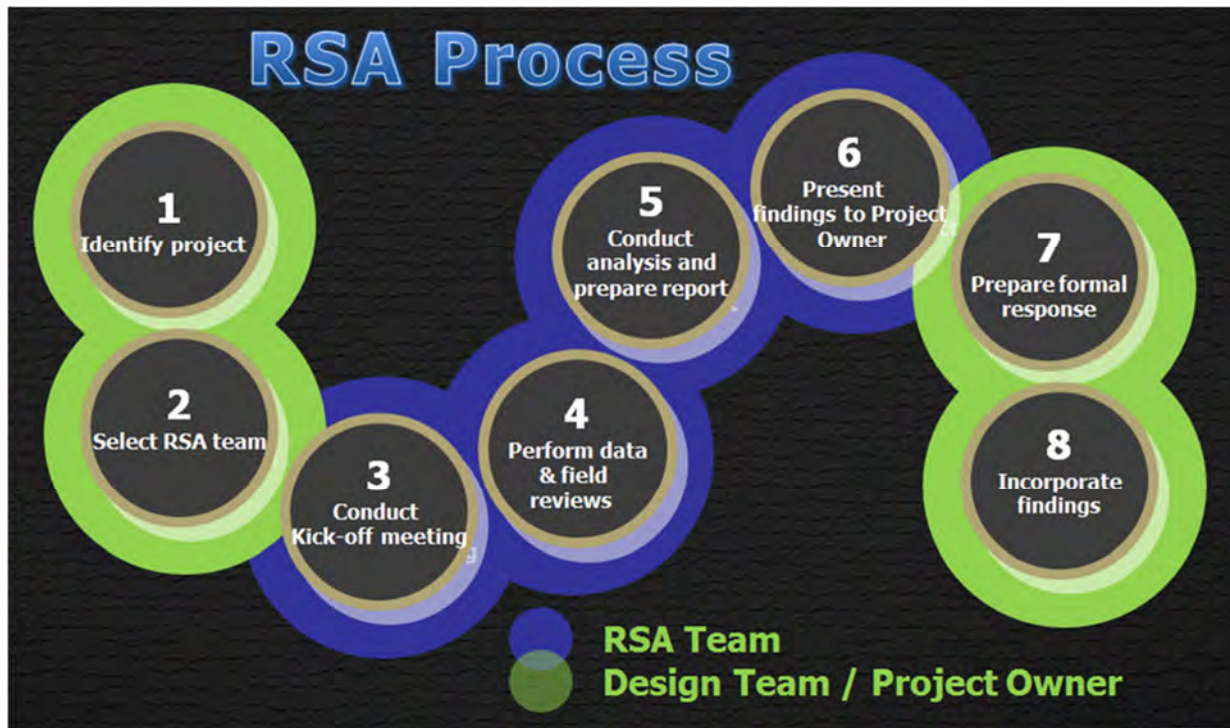 RSA Process
1
Identify project
2
Select RSA team
3
Conduct
Kick-off meeting
4
Perform data
& field
reviews
5
Conduct
analysis and
prepare report
6
Present
findings to Project
Owner
7
Prepare formal
response
8
Incorporate
findings
RSA Team
Design Team / Project Owner